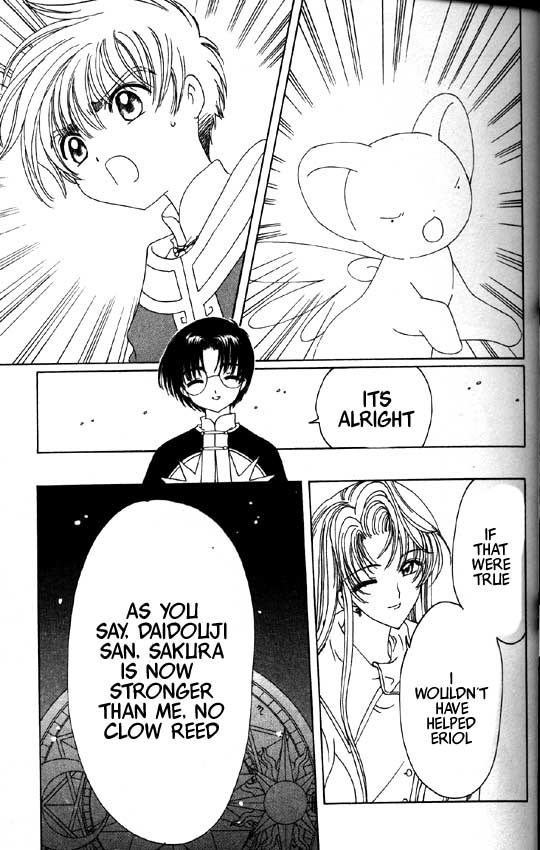 ITS
ALRIGHT
IF
THAT
WERE
TRUE
I
WOULDN'T
HAVE
HELPED
ERIOL
AS YOU
SAY. DAIDOUJI
SAN. SAKURA
IS NOW
STRONGER
THAN ME. NO
CLOW REED